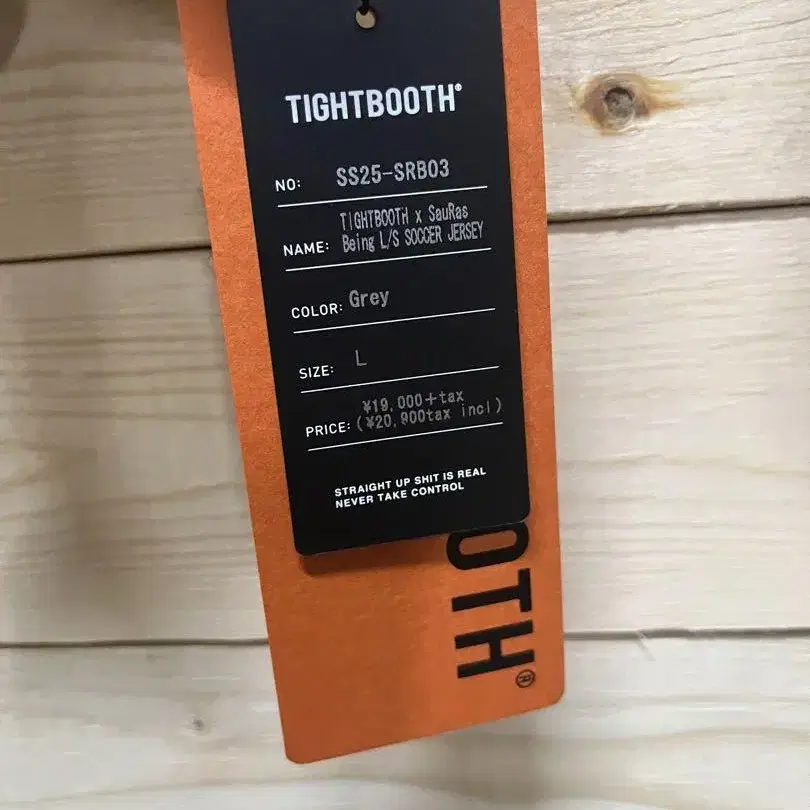 TIGHTBOOTH®
NO: SS25-SRB03
NAME: TIGHTBOOTH x SauRas
Being L/S SOCCER JERSEY
COLOR: Grey
SIZE: L
PRICE: ¥19,000+tax
(¥20,900tax incl)
STRAIGHT UP SHIT IS REAL
NEVER TAKE CONTROL
OTH®